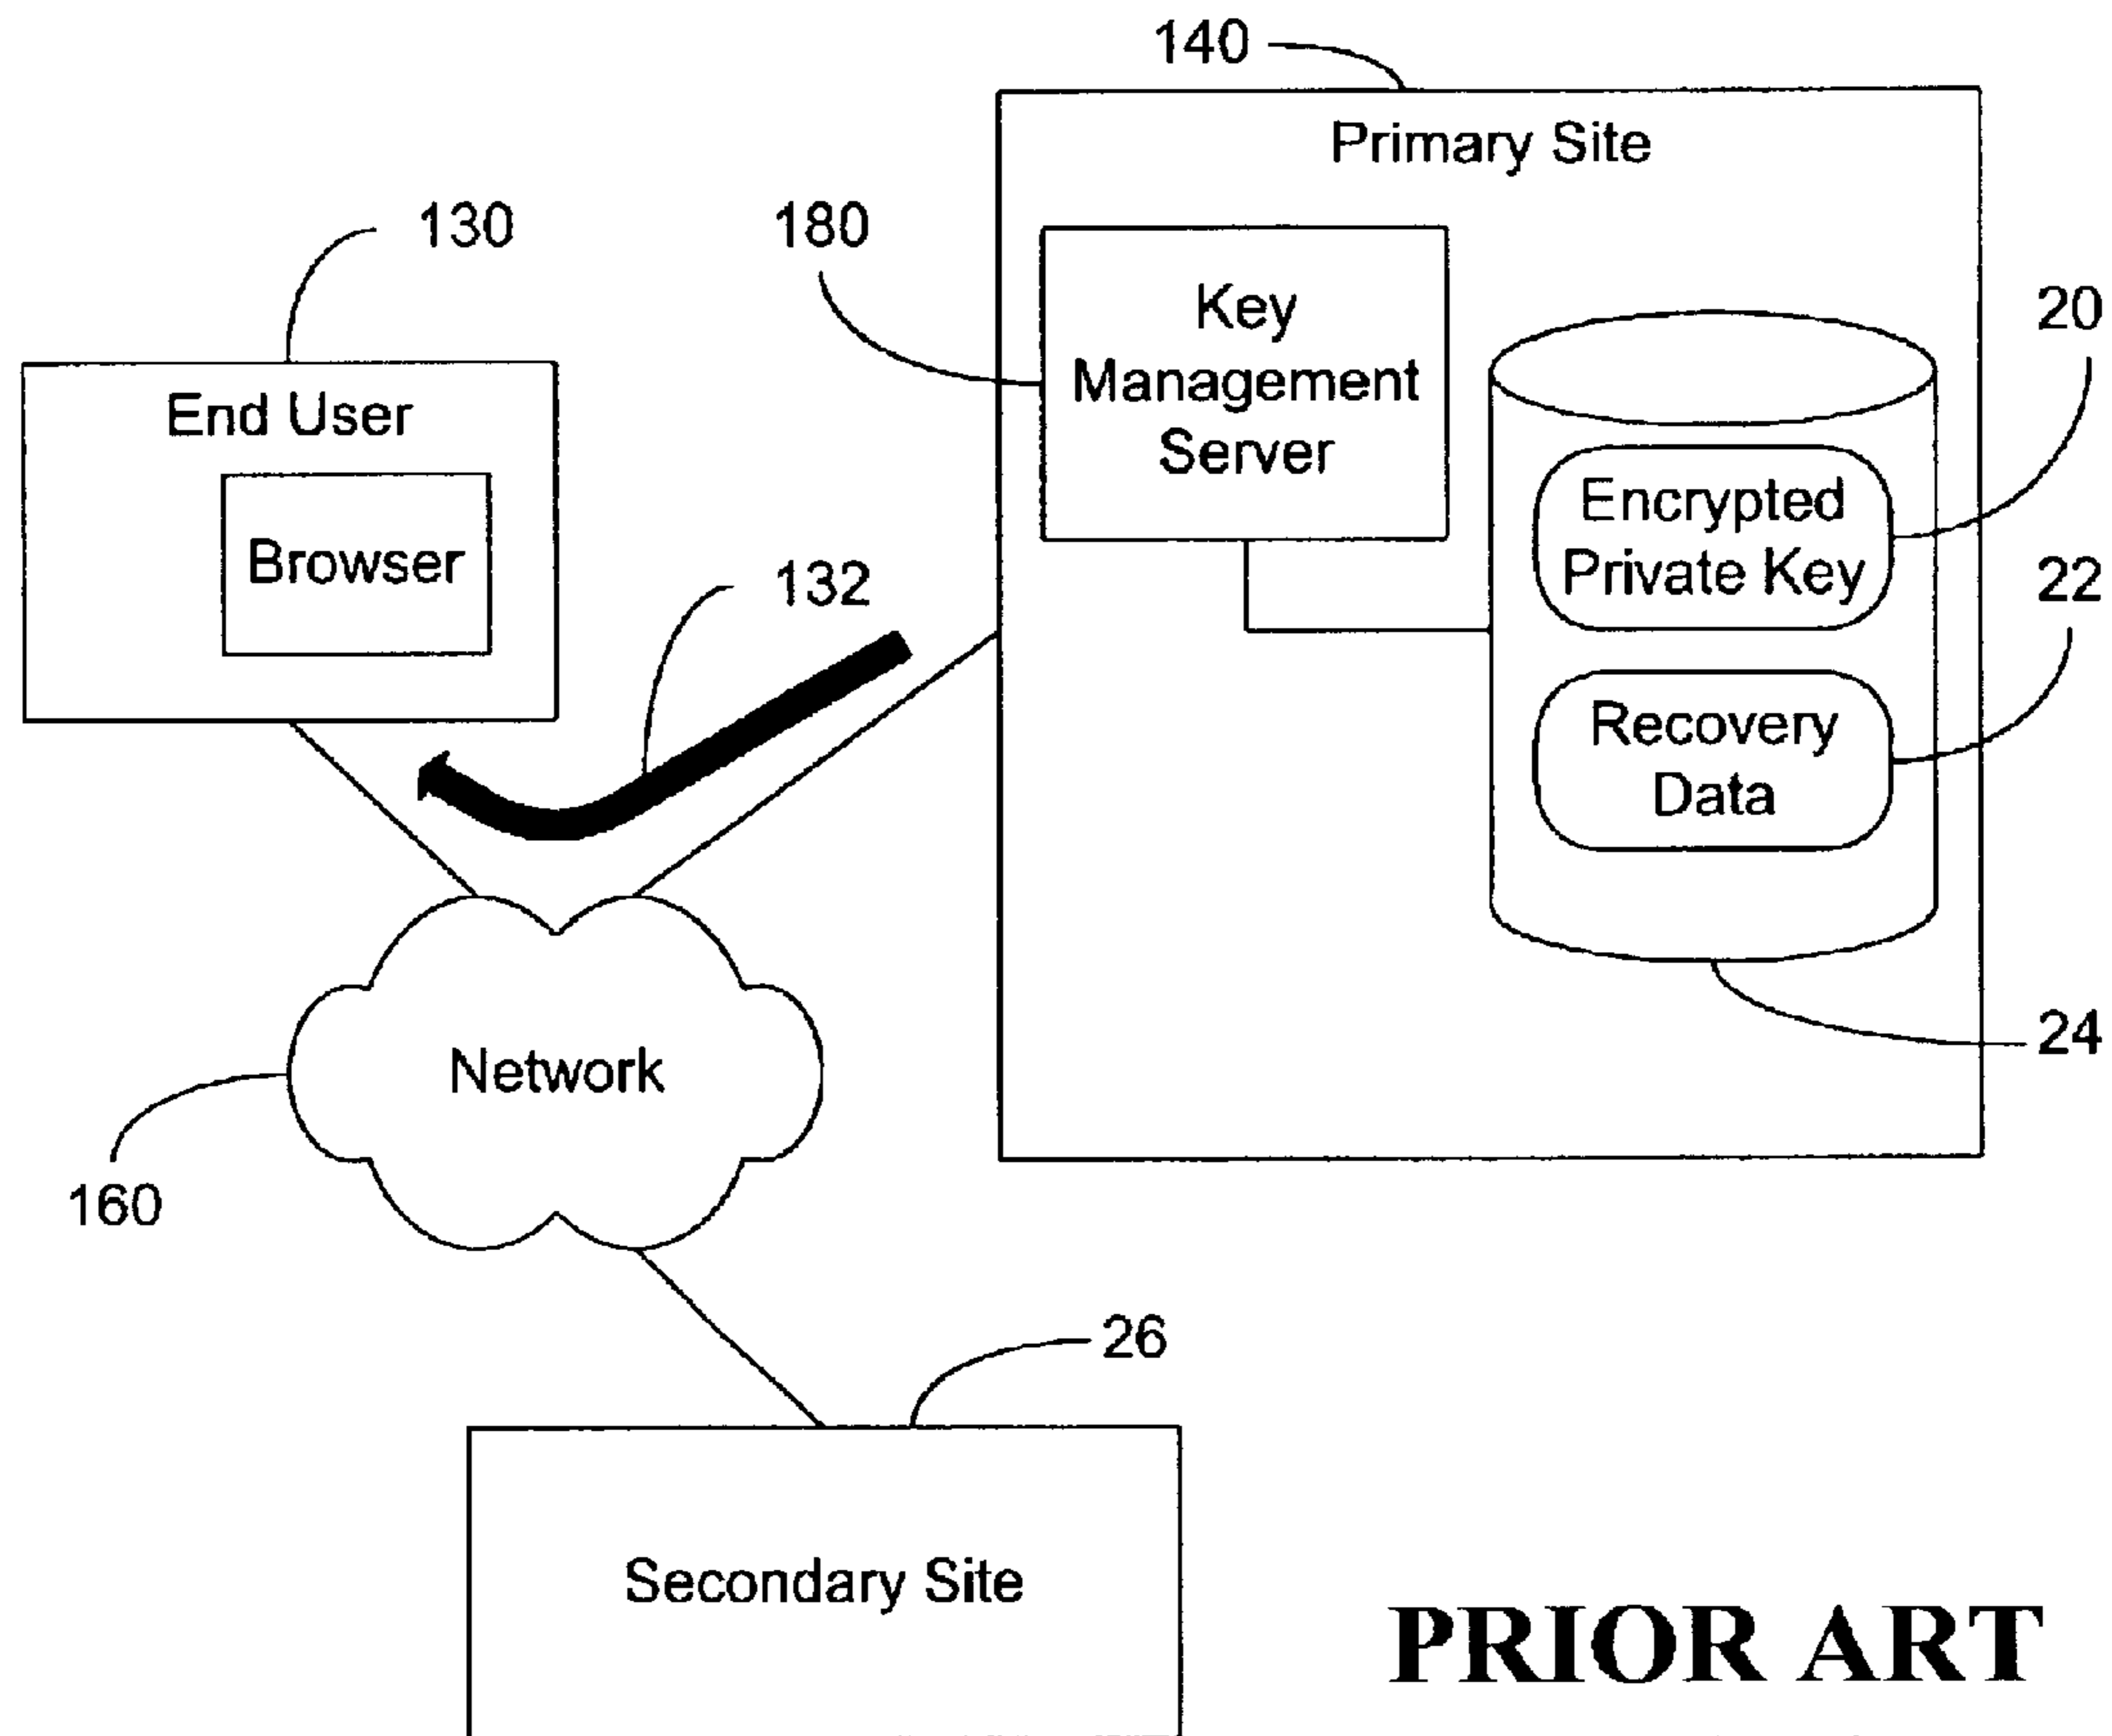 140
Primary Site
130
180
Key
Management
Server
20
End User
Encrypted
Private Key
Browser
132
22
Recovery
Data
24
Network
160
26
Secondary Site
PRIOR ART